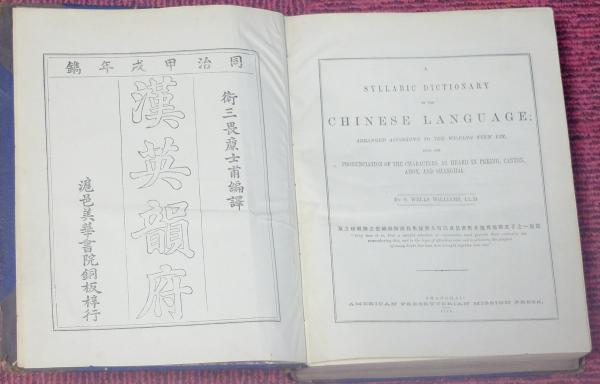 同治甲戌年鐫
衛三畏廉士甫編譯
漢英韻府
滬邑美華書院銅板梓行
A
SYLLABIC DICTIONARY
OF THE
CHINESE LANGUAGE;
ARRANGED ACCORDING TO THE WU-FANG YUEN YIN,
WITH THE
PRONUNCIATION OF THE CHARACTERS AS HEARD IN PEKING, CANTON,
AMOY, AND SHANGHAI.
BY S. WELLS WILLIAMS, LL.D.
SHANGHAI:
AMERICAN PRESBYTERIAN MISSION PRESS.